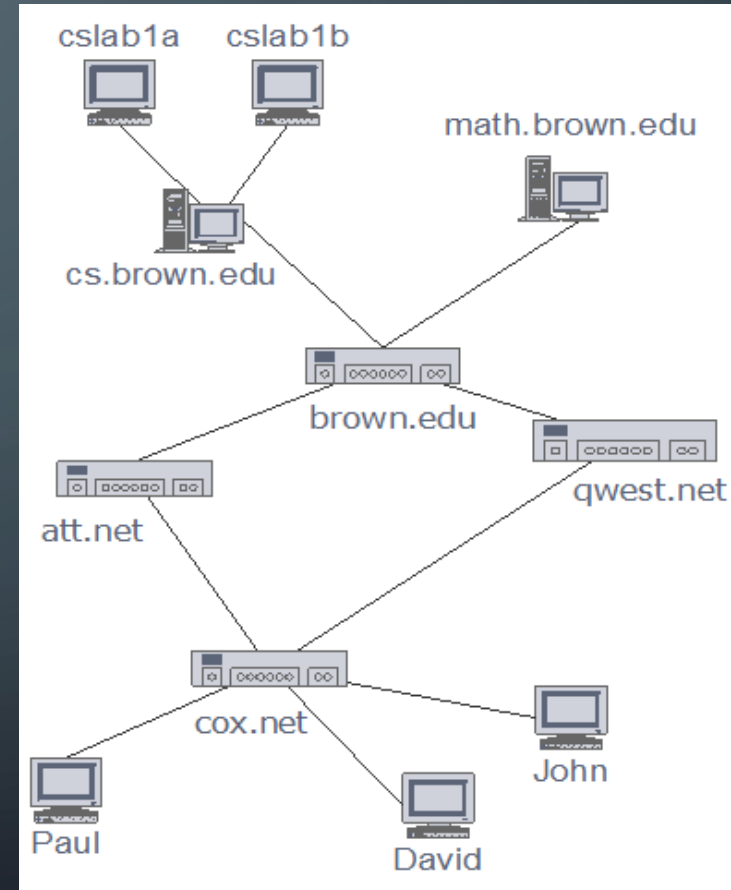 cslab1a cslab1b
math.brown.edu
cs.brown.edu
brown.edu
qwest.net
att.net
cox.net
John
Paul
David